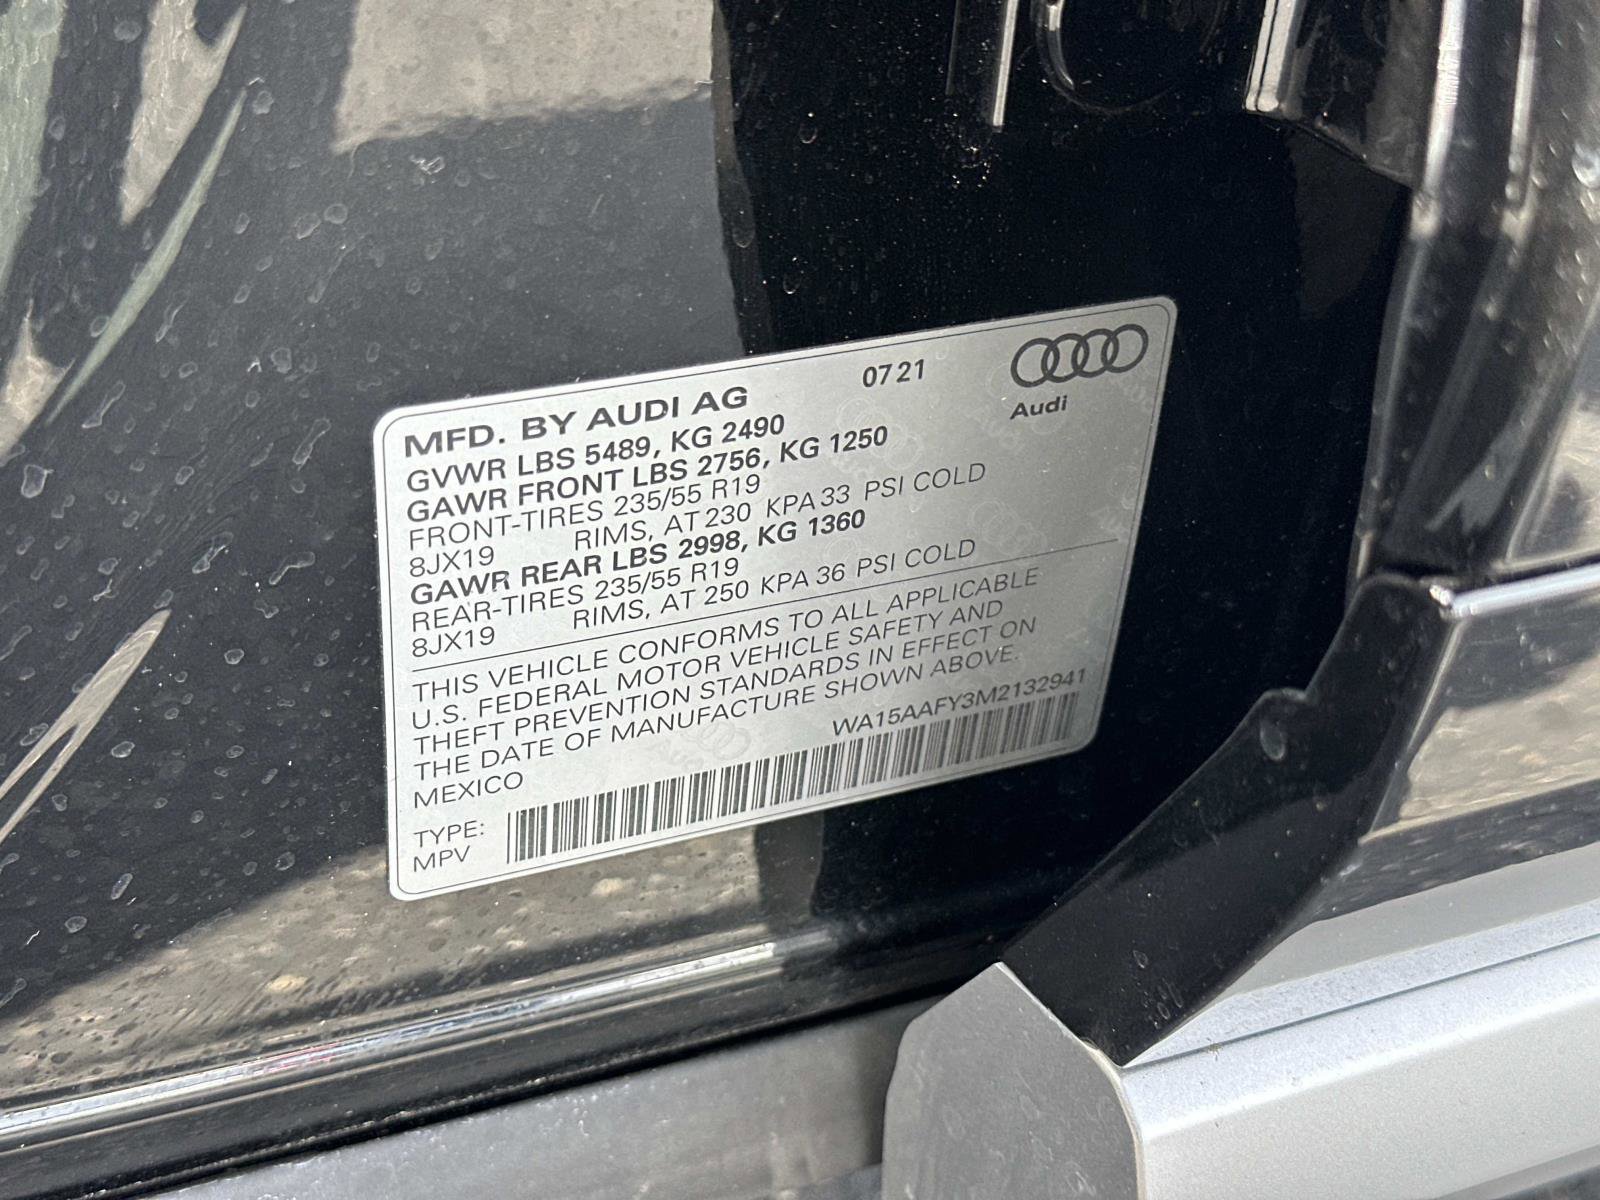 MFD. BY AUDI AG 0721
Audi
GVWR LBS 5489, KG 2490
GAWR FRONT LBS 2756, KG 1250
FRONT-TIRES 235/55 R19
8JX19 RIMS, AT 230 KPA 33 PSI COLD
GAWR REAR LBS 2998, KG 1360
REAR-TIRES 235/55 R19
8JX19 RIMS, AT 250 KPA 36 PSI COLD
THIS VEHICLE CONFORMS TO ALL APPLICABLE
U.S. FEDERAL MOTOR VEHICLE SAFETY AND
THEFT PREVENTION STANDARDS IN EFFECT ON
THE DATE OF MANUFACTURE SHOWN ABOVE.
MEXICO WA15AAFY3M2132941
TYPE:
MPV